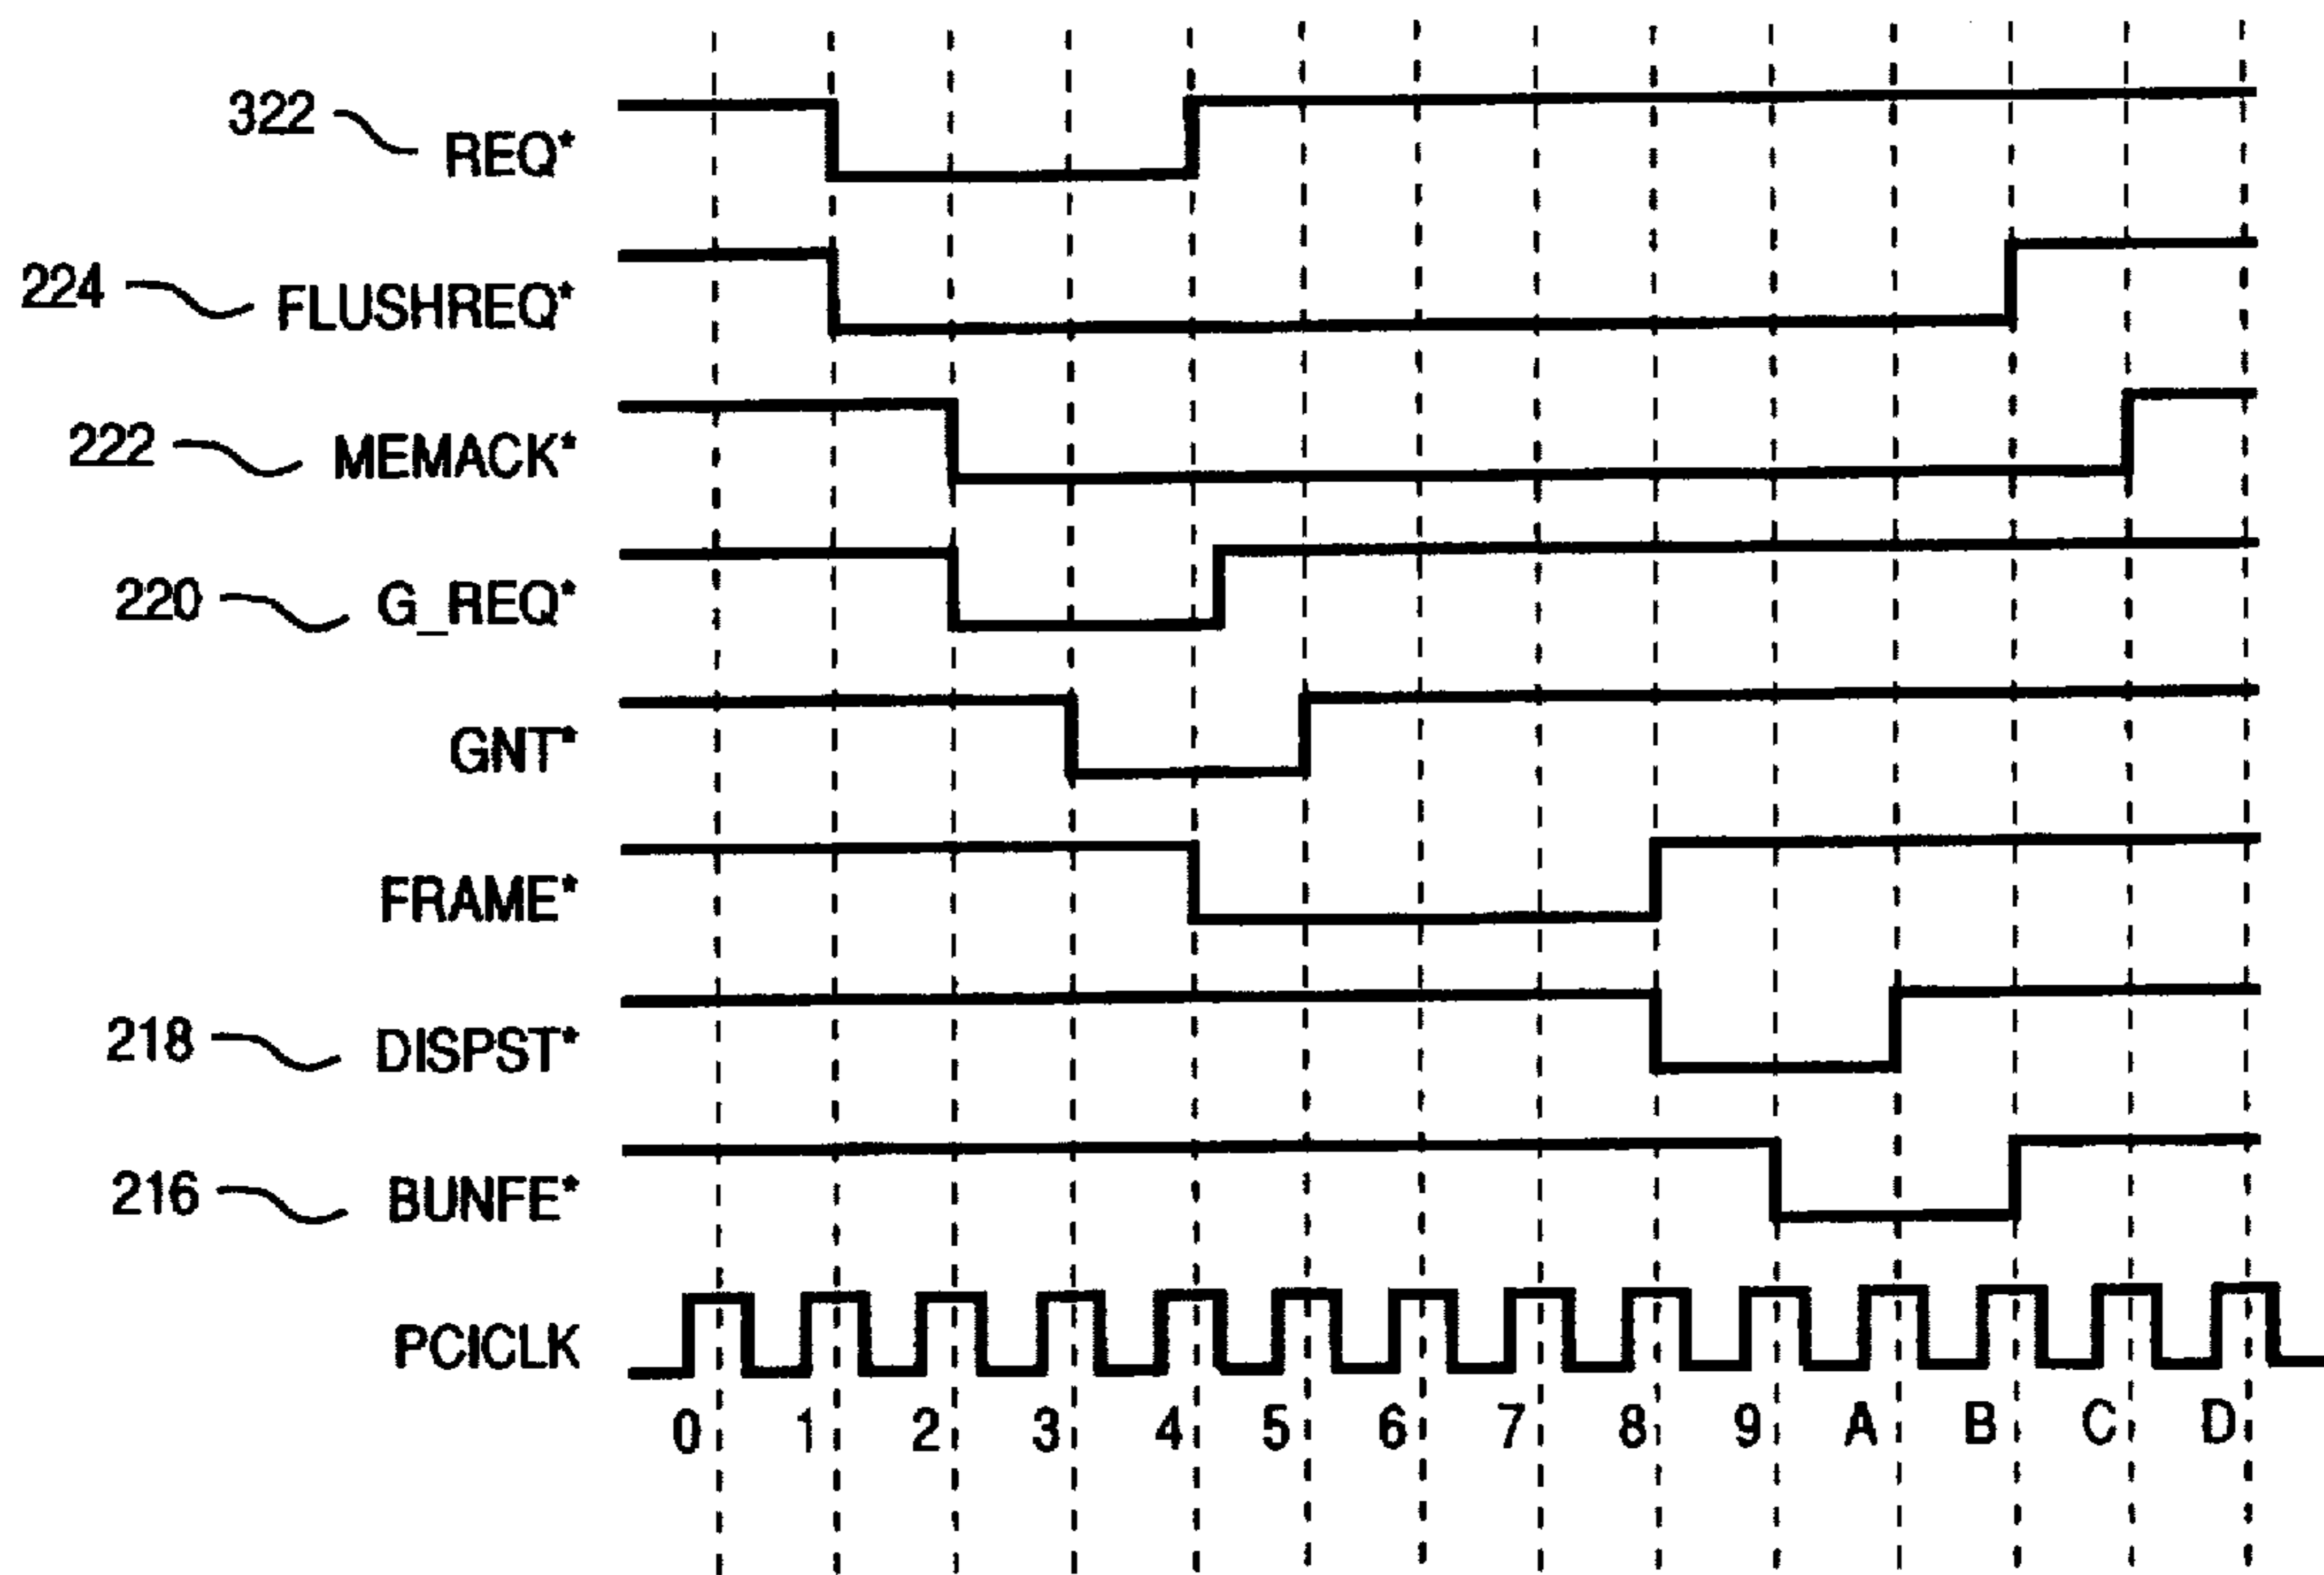 322 REQ*
224 FLUSHREQ*
222 MEMACK*
220 G_REQ*
GNT*
FRAME*
218 DISPST*
216 BUNFE*
PCICLK
0 1 2 3 4 5 6 7 8 9 A B C D